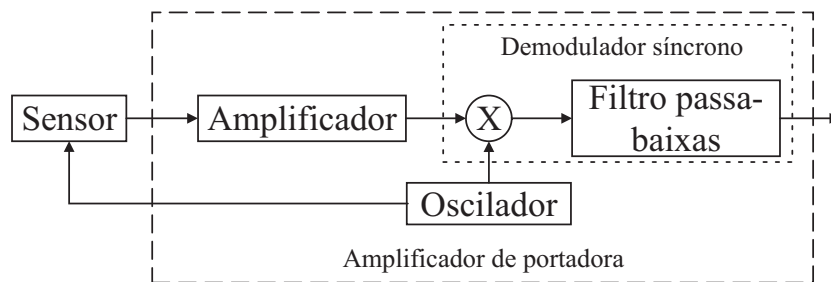 Demodulador síncrono
Sensor
Amplificador
X
Filtro passa-
baixas
Oscilador
Amplificador de portadora